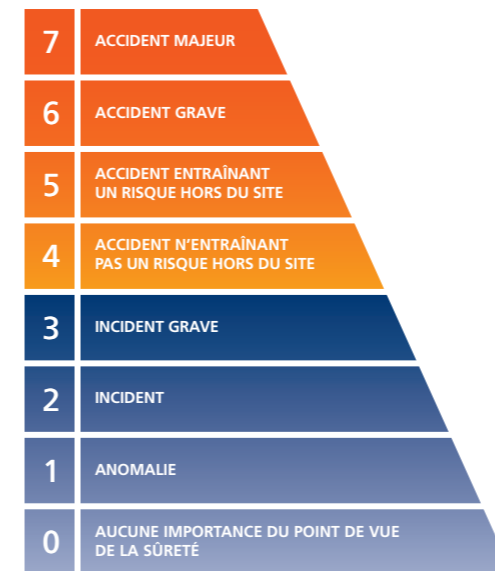 7 ACCIDENT MAJEUR
6 ACCIDENT GRAVE
5 ACCIDENT ENTRAÎNANT
UN RISQUE HORS DU SITE
4 ACCIDENT N'ENTRAÎNANT
PAS UN RISQUE HORS DU SITE
3 INCIDENT GRAVE
2 INCIDENT
1 ANOMALIE
0 AUCUNE IMPORTANCE DU POINT DE VUE
DE LA SÛRETÉ